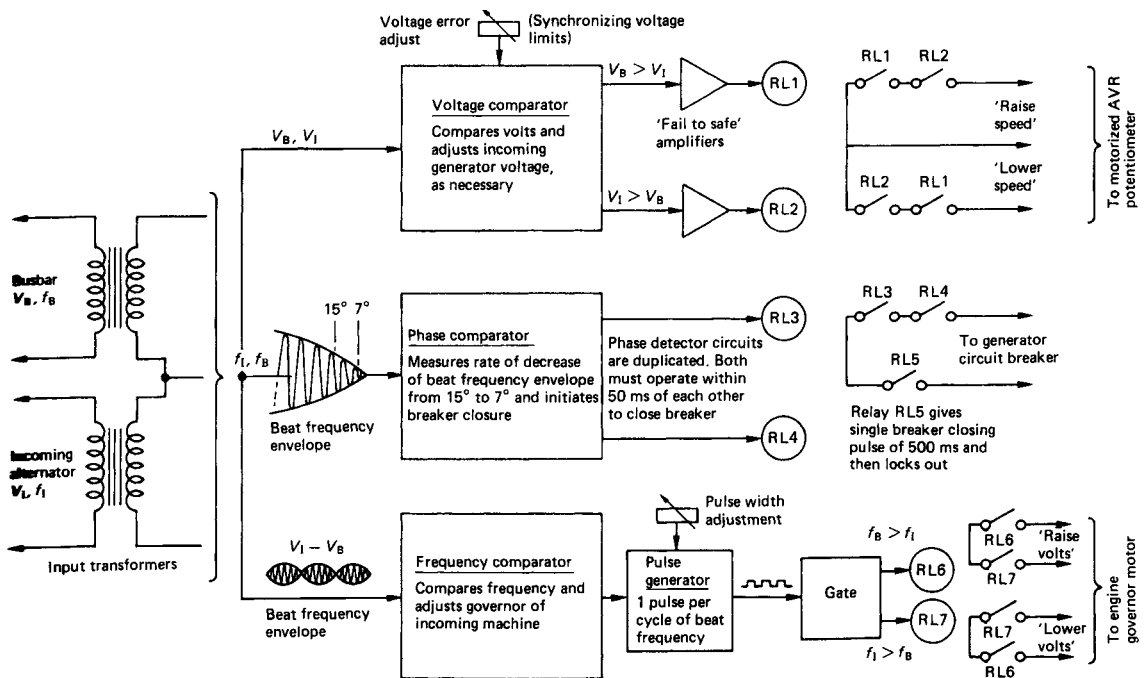 Voltage error
adjust
(Synchronizing voltage
limits)
Voltage comparator
Compares volts and
adjusts incoming
generator voltage,
as necessary
V_B, V_I
V_B > V_I
V_I > V_B
'Fail to safe'
amplifiers
RL1
RL2
RL1 RL2
'Raise
speed'
'Lower
speed'
RL2 RL1
To motorized AVR
potentiometer
Busbar
V_B, f_B
Incoming
alternator
V_I, f_I
Input transformers
f_I, f_B
15° 7°
Beat frequency
envelope
Phase comparator
Measures rate of decrease
of beat frequency envelope
from 15° to 7° and initiates
breaker closure
Phase detector circuits
are duplicated. Both
must operate within
50 ms of each other
to close breaker
RL3
RL4
RL3 RL4
To generator
circuit breaker
RL5
Relay RL5 gives
single breaker closing
pulse of 500 ms and
then locks out
V_I – V_B
Beat frequency
envelope
Frequency comparator
Compares frequency and
adjusts governor of
incoming machine
Pulse width
adjustment
Pulse
generator
1 pulse per
cycle of beat
frequency
Gate
f_B > f_I
RL6
RL7
f_I > f_B
RL6
RL7
'Raise
volts'
RL7
RL6
'Lower
volts'
To engine
governor motor